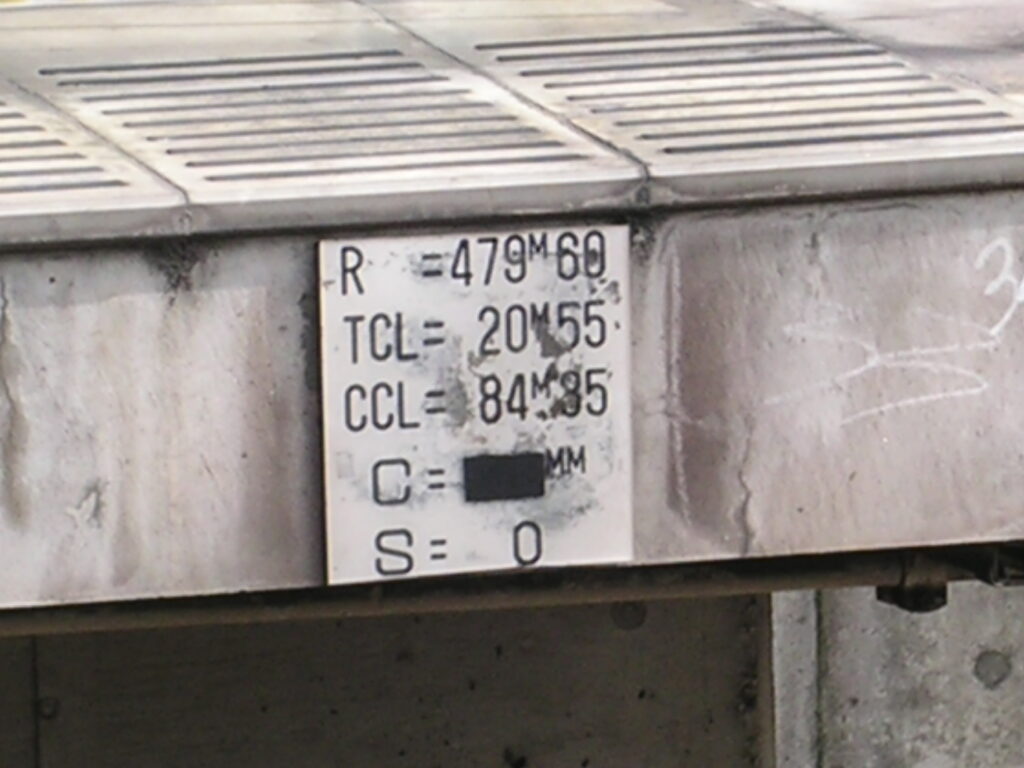 R =479M60
TCL= 20M55
CCL= 84M35
C= MM
S= 0